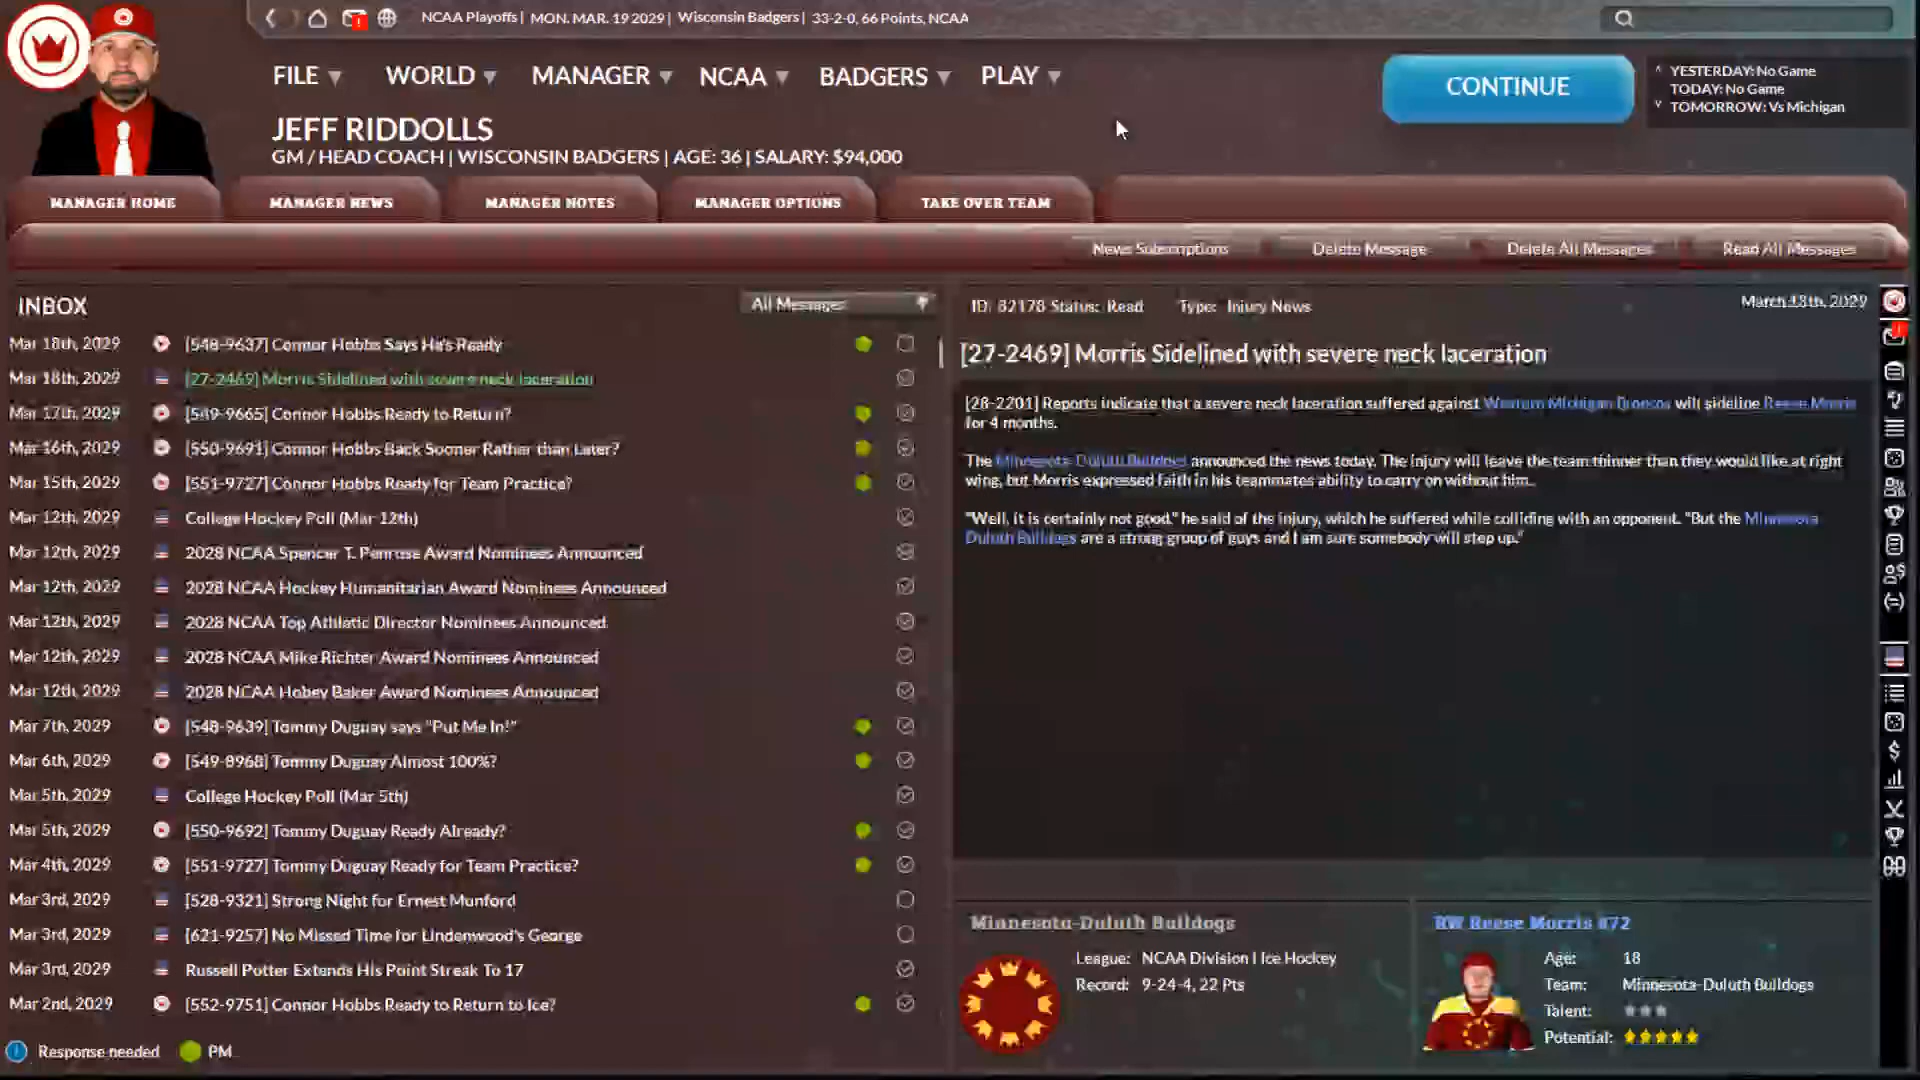 NCAA Playoffs | MON. MAR. 19 2029 | Wisconsin Badgers | 33-2-0, 66 Points, NCAA
FILE WORLD MANAGER NCAA BADGERS PLAY
CONTINUE
YESTERDAY: No Game
TODAY: No Game
TOMORROW: Vs Michigan
JEFF RIDDOLLS
GM / HEAD COACH | WISCONSIN BADGERS | AGE: 36 | SALARY: $94,000
MANAGER HOME MANAGER NEWS MANAGER NOTES MANAGER OPTIONS TAKE OVER TEAM
News Subscriptions Delete Message Delete All Messages Read All Messages
INBOX All Messages
Mar 18th, 2029 [548-9637] Connor Hobbs Says He's Ready
Mar 18th, 2029 [27-2469] Morris Sidelined with severe neck laceration
Mar 17th, 2029 [549-9665] Connor Hobbs Ready to Return?
Mar 16th, 2029 [550-9691] Connor Hobbs Back Sooner Rather than Later?
Mar 15th, 2029 [551-9727] Connor Hobbs Ready for Team Practice?
Mar 12th, 2029 College Hockey Poll (Mar 12th)
Mar 12th, 2029 2028 NCAA Spencer T. Penrose Award Nominees Announced
Mar 12th, 2029 2028 NCAA Hockey Humanitarian Award Nominees Announced
Mar 12th, 2029 2028 NCAA Top Athletic Director Nominees Announced
Mar 12th, 2029 2028 NCAA Mike Richter Award Nominees Announced
Mar 12th, 2029 2028 NCAA Hobey Baker Award Nominees Announced
Mar 7th, 2029 [548-9639] Tommy Duguay says "Put Me In!"
Mar 6th, 2029 [549-8968] Tommy Duguay Almost 100%?
Mar 5th, 2029 College Hockey Poll (Mar 5th)
Mar 5th, 2029 [550-9692] Tommy Duguay Ready Already?
Mar 4th, 2029 [551-9727] Tommy Duguay Ready for Team Practice?
Mar 3rd, 2029 [528-9321] Strong Night for Ernest Munford
Mar 3rd, 2029 [621-9257] No Missed Time for Lindenwood's George
Mar 3rd, 2029 Russell Potter Extends His Point Streak To 17
Mar 2nd, 2029 [552-9751] Connor Hobbs Ready to Return to Ice?
Response needed PM
ID: 82178 Status: Read Type: Injury News March 18th, 2029
[27-2469] Morris Sidelined with severe neck laceration
[28-2201] Reports indicate that a severe neck laceration suffered against Western Michigan Broncos will sideline Reese Morris
for 4 months.
The Minnesota-Duluth Bulldogs announced the news today. The injury will leave the team thinner than they would like at right
wing, but Morris expressed faith in his teammates ability to carry on without him.
"Well, it is certainly not good," he said of the injury, which he suffered while colliding with an opponent. "But the Minnesota
Duluth Bulldogs are a strong group of guys and I am sure somebody will step up."
Minnesota-Duluth Bulldogs
League: NCAA Division I Ice Hockey
Record: 9-24-4, 22 Pts
RW Reese Morris #72
Age: 18
Team: Minnesota-Duluth Bulldogs
Talent:
Potential: